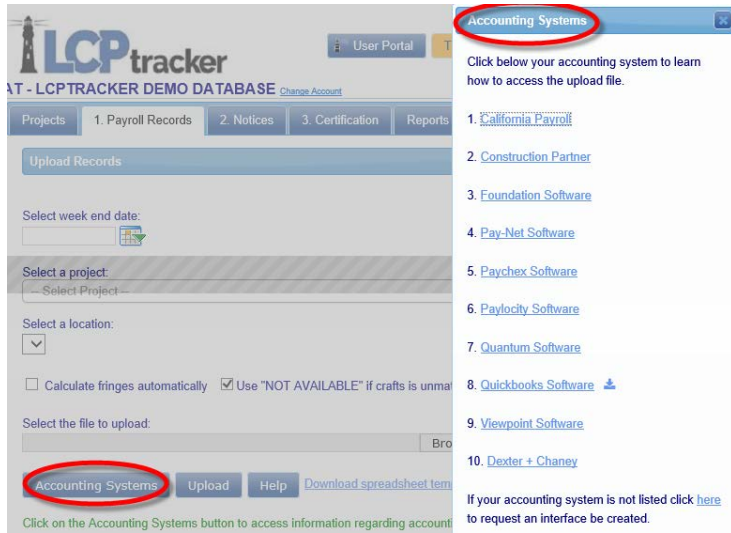 LCPtracker
User Portal
AT - LCPTRACKER DEMO DATABASE Change Account
Projects
1. Payroll Records
2. Notices
3. Certification
Reports
Upload Records
Select week end date:
Select a project:
-- Select Project --
Select a location:
Calculate fringes automatically
Use "NOT AVAILABLE" if crafts is
Select the file to upload:
Accounting Systems
Upload
Help
Download spreadsheet
Click on the Accounting Systems button to access information regarding
Accounting Systems
Click below your accounting system to learn
how to access the upload file.
1. California Payroll
2. Construction Partner
3. Foundation Software
4. Pay-Net Software
5. Paychex Software
6. Paylocity Software
7. Quantum Software
8. Quickbooks Software
9. Viewpoint Software
10. Dexter + Chaney
If your accounting system is not listed click here
to request an interface be created.